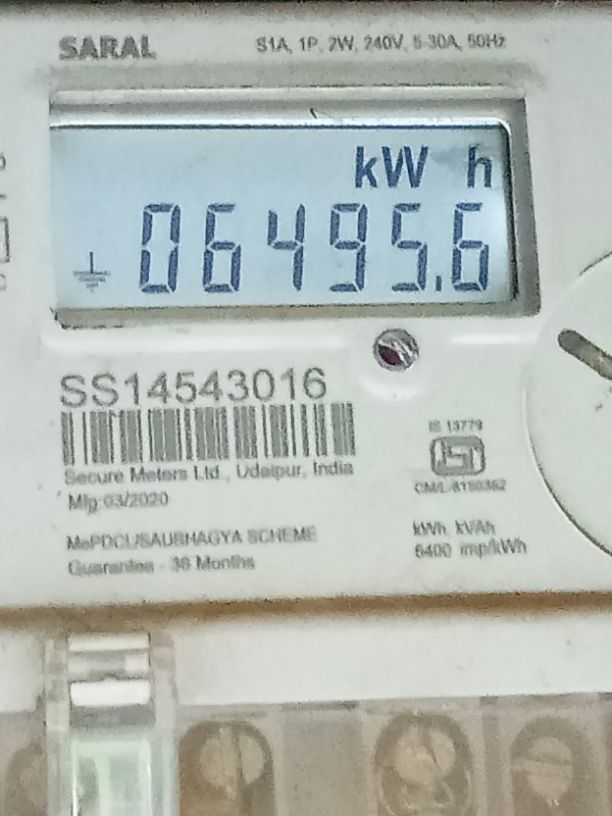 SARAL
S1A, 1P, 2W, 240V, 5-30A, 50Hz
kW h
06495.6
SS14543016
Secure Meters Ltd., Udaipur, India
Mfg:03/2020
IS 13779
ISI
MePDCL/SAUBHAGYA SCHEME
Guarantee - 36 Months
kWh, kVAh
6400 imp/kWh